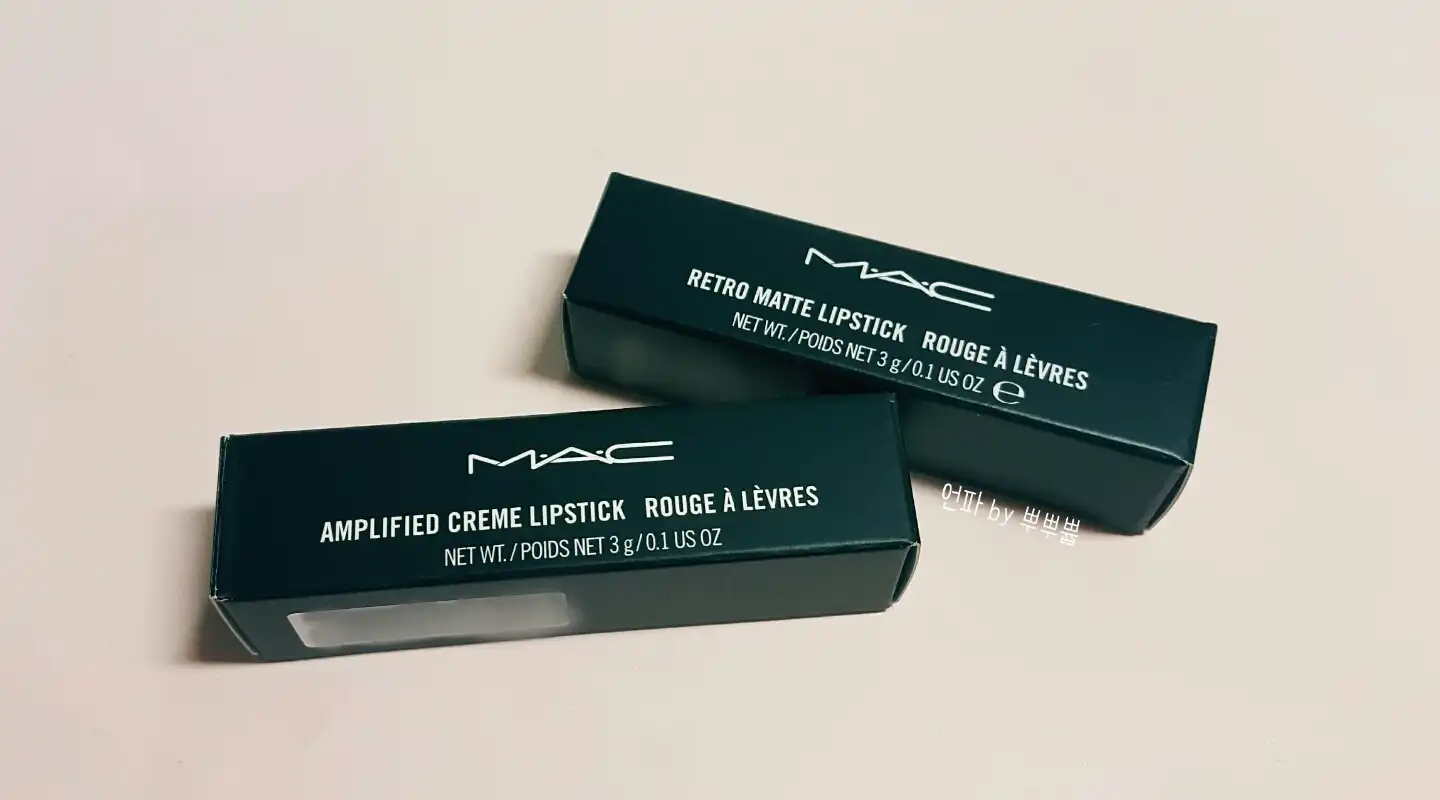 M·A·C
RETRO MATTE LIPSTICK ROUGE À LÈVRES
NET WT. / POIDS NET 3 g / 0.1 US OZ ℮
M·A·C
AMPLIFIED CREME LIPSTICK ROUGE À LÈVRES
NET WT. / POIDS NET 3 g / 0.1 US OZ
언파 by 뿌뿌뿗